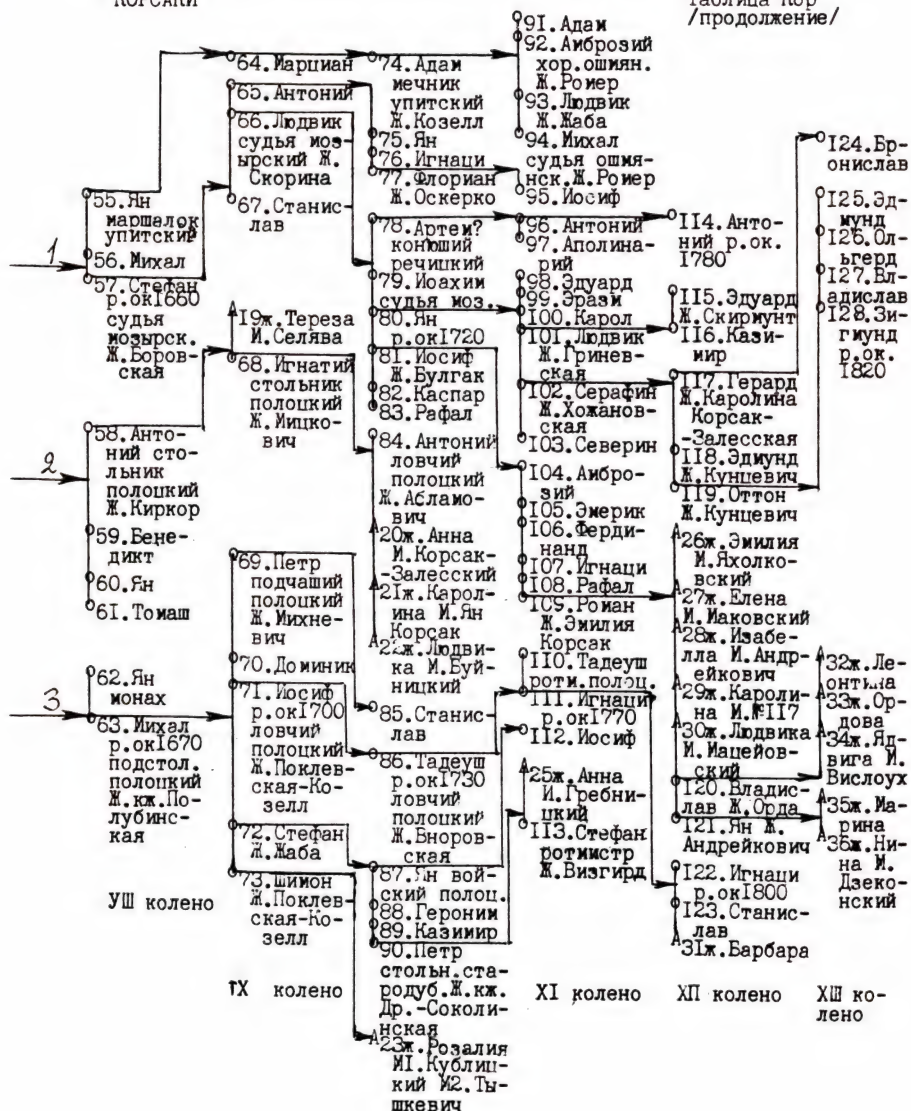 КОРСАКИ
Таблица Кор
/продолжение/
1
55.Ян
маршалок
упитский
56.Михал
57.Стефан
р.ок1660
судья
мозырск.
Ж.Боров-
ская
2
58.Анто-
ний сто-
льник
полоцкий
Ж.Киркор
59.Бене-
дикт
60.Ян
61.Томаш
3
62.Ян
монах
63.Михал
р.ок1670
подстол.
полоцкий
Ж.кж.По-
лубинс-
кая
УШ колено
64.Марциан
65.Антоний
66.Людвик
судья моз-
ырский Ж.
Скорина
67.Станис-
лав
19ж.Тереза
М.Селява
68.Игнатий
стольник
полоцкий
Ж.Мицко-
вич
69.Петр
подчаший
полоцкий
Ж.Михне-
вич
70.Доминик
71.Иосиф
р.ок1700
ловчий
полоцкий
Ж.Поклев-
ская-Ко-
зелл
72.Стефан
Ж.Жаба
73.Шимон
Ж.Поклев-
ская-Ко-
зелл
IХ колено
74.Адам
мечник
упитский
Ж.Козелл
75.Ян
76.Игнаци
77.Флориан
Ж.Оскерко
78.Артем?
конюший
речицкий
79.Иоахим
судья моз.
80.Ян
р.ок1720
81.Иосиф
Ж.Булгак
82.Каспар
83.Рафал
84.Антоний
ловчий
полоцкий
Ж.Абламо-
вич
20ж.Анна
М.Корсак-
-Залесский
21ж.Карол-
ина М.Ян
Корсак
22ж.Людви-
ка М.Буй-
ницкий
85.Станис-
лав
86.Тадеуш
р.ок1730
ловчий
полоцкий
Ж.Вноров-
ская
87.Ян вой-
ский полоц.
88.Героним
89.Казимир
90.Петр
стольн.ста-
родуб.Ж.кж.
Др.-Соколи-
нская
23ж.Розалия
М1.Кублиц-
кий М2.Ты-
шкевич
91.Адам
92.Амброзий
хор.ошмян.
Ж.Ромер
93.Людвик
Ж.Жаба
94.Михал
судья ошмя-
нск.Ж.Ромер
95.Иосиф
96.Антоний
97.Аполина-
рий
98.Эдуард
99.Эразм
100.Карол
101.Людвик
Ж.Гринев-
ская
102.Серафин
Ж.Хожанов-
ская
103.Северин
104.Амбро-
зий
105.Эмерик
106.Ферди-
нанд
107.Игнаци
108.Рафал
109.Роман
Ж.Эмилия
Корсак
110.Тадеуш
ротм.полоц.
111.Игнаци
р.ок1770
112.Иосиф
25ж.Анна
И.Гребни-
цкий
113.Стефан
ротмистр
Ж.Визгирд
XI колено
114.Анто-
ний р.ок.
1780
115.Эдуард
Ж.Скирмунт
116.Кази-
мир
117.Герард
Ж.Каролина
Корсак-
-Залесская
118.Эдмунд
Ж.Кунцевич
119.Оттон
Ж.Кунцевич
26ж.Эмилия
М.Яхолко-
вский
27ж.Елена
М.Маковский
28ж.Изабе-
лла М.Андр-
ейкович
29ж.Кароли-
на М.№117
30ж.Людвика
М.Мацейов-
ский
120.Владис-
лав Ж.Орда
121.Ян Ж.
Андрейкович
122.Игнаци
р.ок1800
123.Станис-
лав
31ж.Барбара
ХП колено
124.Бр-
онислав
125.Эд-
мунд
126.Ол-
ьгерд
127.Вл-
адислав
128.Зи-
гмунд
р.ок.
1820
32ж.Ле-
онтина
33ж.Ор-
дова
34ж.Яд-
вига М.
Вислоух
35ж.Ма-
рина
36ж.Ни-
на М.
Дзеко-
нский
ХШ ко-
лено